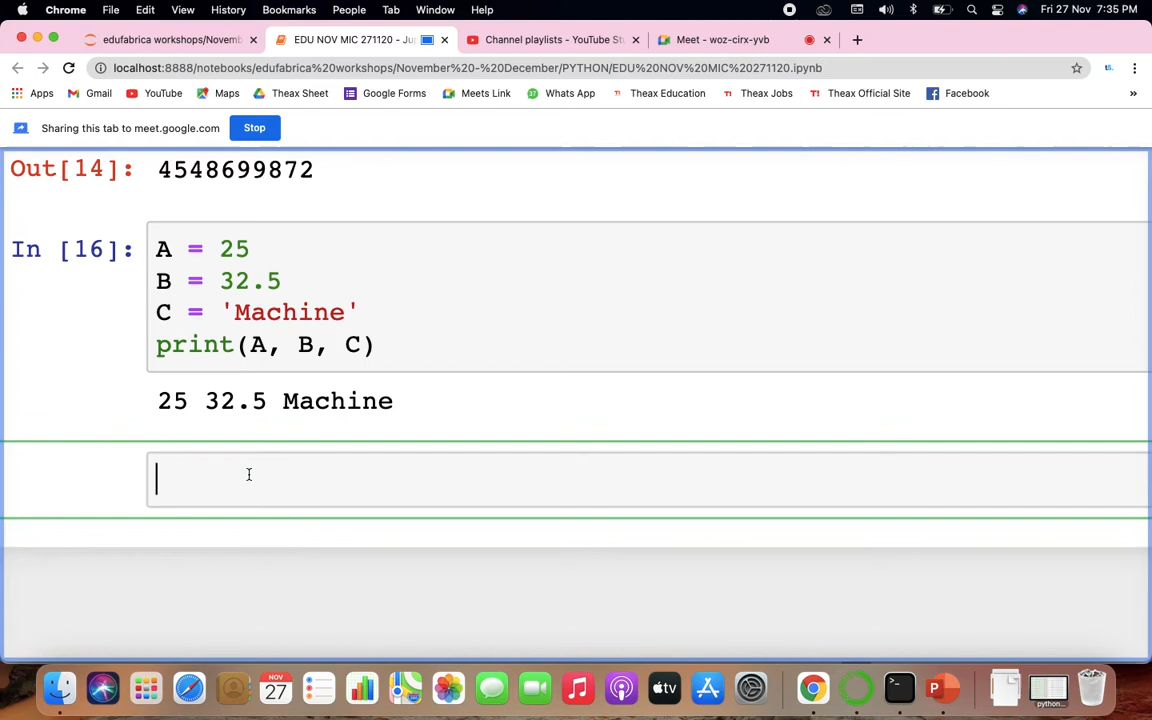 Chrome File Edit View History Bookmarks People Tab Window Help Fri 27 Nov 7:35 PM
edufabrica workshops/Novemb EDU NOV MIC 271120 - Ju Channel playlists - YouTube St Meet - woz-cirx-yvb
localhost:8888/notebooks/edufabrica%20workshops/November%20-%20December/PYTHON/EDU%20NOV%20MIC%20271120.ipynb
Apps Gmail YouTube Maps Theax Sheet Google Forms Meets Link Whats App Theax Education Theax Jobs Theax Official Site Facebook
Sharing this tab to meet.google.com Stop
Out[14]: 4548699872
In [16]: A = 25
B = 32.5
C = 'Machine'
print(A, B, C)
25 32.5 Machine
NOV
27
tv
python...